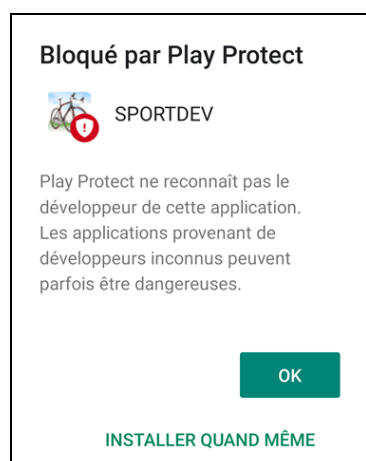 Bloqué par Play Protect
SPORTDEV
Play Protect ne reconnaît pas le
développeur de cette application.
Les applications provenant de
développeurs inconnus peuvent
parfois être dangereuses.
OK
INSTALLER QUAND MÊME